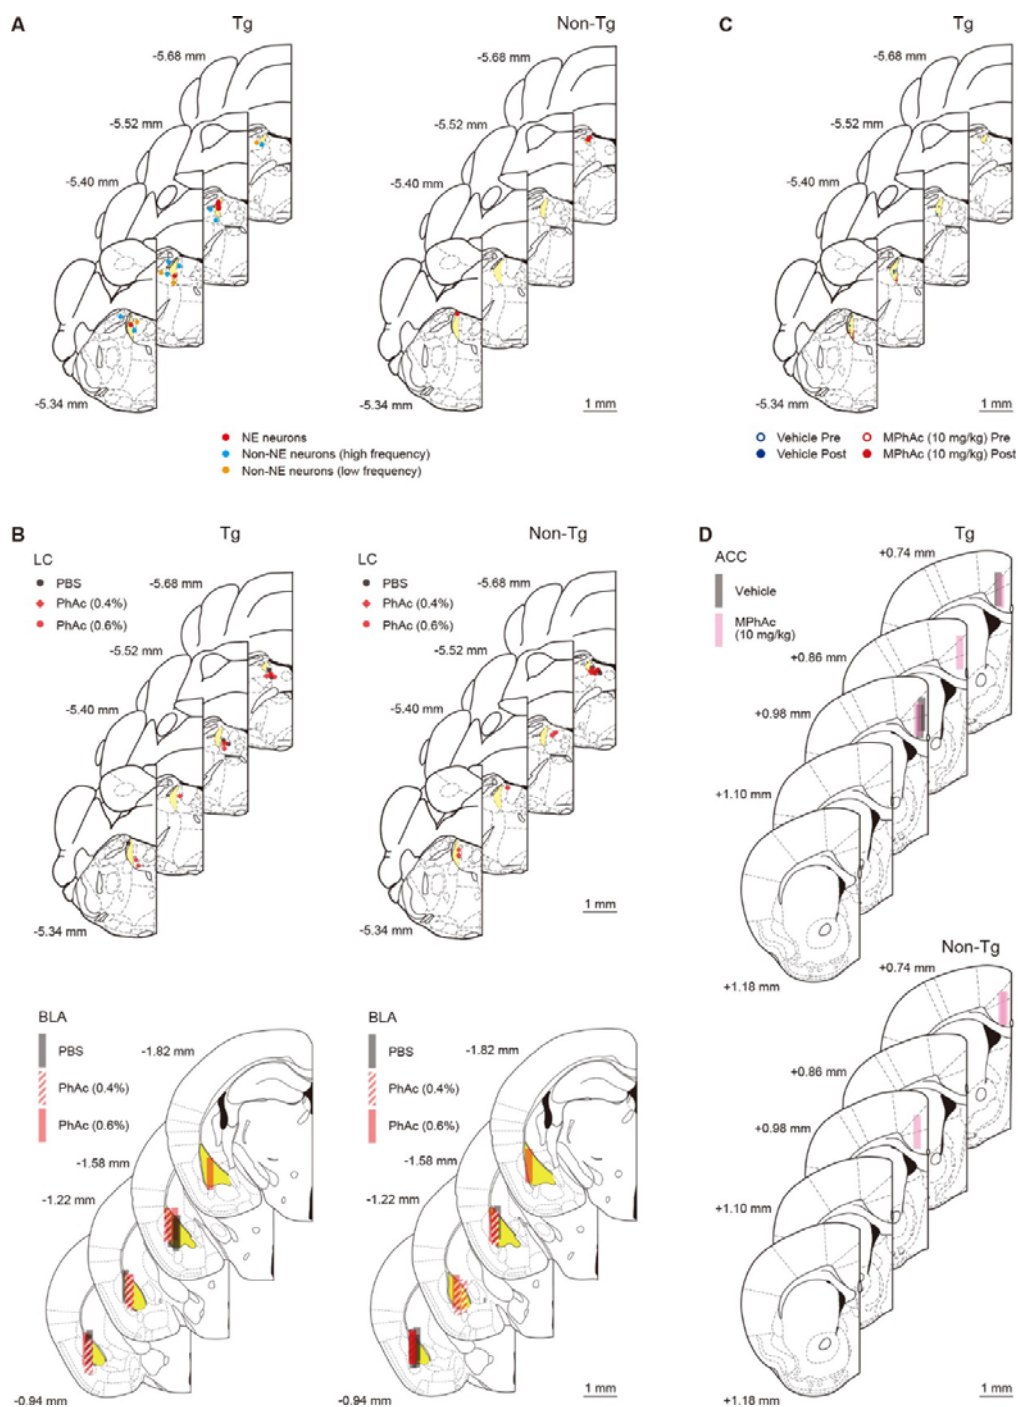 A
Tg
Non-Tg
-5.68 mm
-5.52 mm
-5.40 mm
-5.34 mm
-5.68 mm
-5.52 mm
-5.40 mm
-5.34 mm
1 mm
NE neurons
Non-NE neurons (high frequency)
Non-NE neurons (low frequency)
C
Tg
-5.68 mm
-5.52 mm
-5.40 mm
-5.34 mm
1 mm
Vehicle Pre
MPhAc (10 mg/kg) Pre
Vehicle Post
MPhAc (10 mg/kg) Post
B
Tg
LC
PBS
PhAc (0.4%)
PhAc (0.6%)
-5.68 mm
-5.52 mm
-5.40 mm
-5.34 mm
Non-Tg
LC
PBS
PhAc (0.4%)
PhAc (0.6%)
-5.68 mm
-5.52 mm
-5.40 mm
-5.34 mm
1 mm
BLA
PBS
PhAc (0.4%)
PhAc (0.6%)
-1.82 mm
-1.58 mm
-1.22 mm
-0.94 mm
BLA
PBS
PhAc (0.4%)
PhAc (0.6%)
-1.82 mm
-1.58 mm
-1.22 mm
-0.94 mm
1 mm
D
Tg
ACC
Vehicle
MPhAc
(10 mg/kg)
+0.74 mm
+0.86 mm
+0.98 mm
+1.10 mm
+1.18 mm
Non-Tg
+0.74 mm
+0.86 mm
+0.98 mm
+1.10 mm
+1.18 mm
1 mm